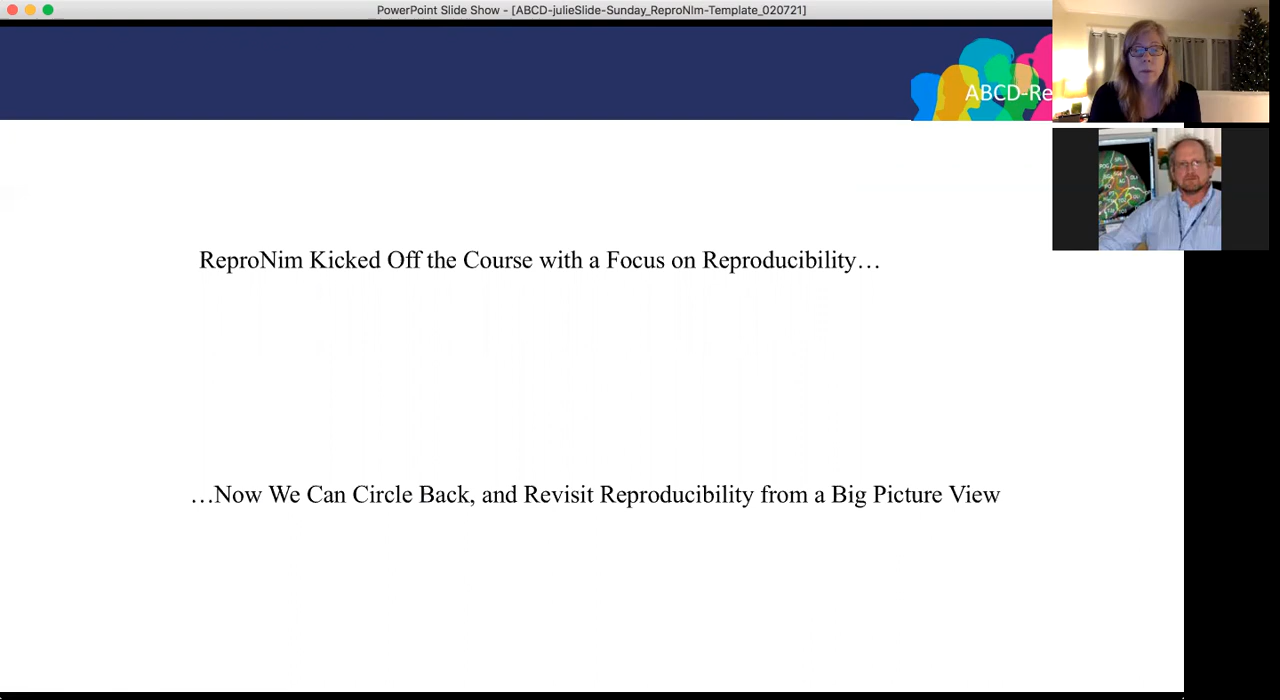 PowerPoint Slide Show - [ABCD-julieSlide-Sunday_ReproNIm-Template_020721]
ABCD-Re
ReproNim Kicked Off the Course with a Focus on Reproducibility…
…Now We Can Circle Back, and Revisit Reproducibility from a Big Picture View